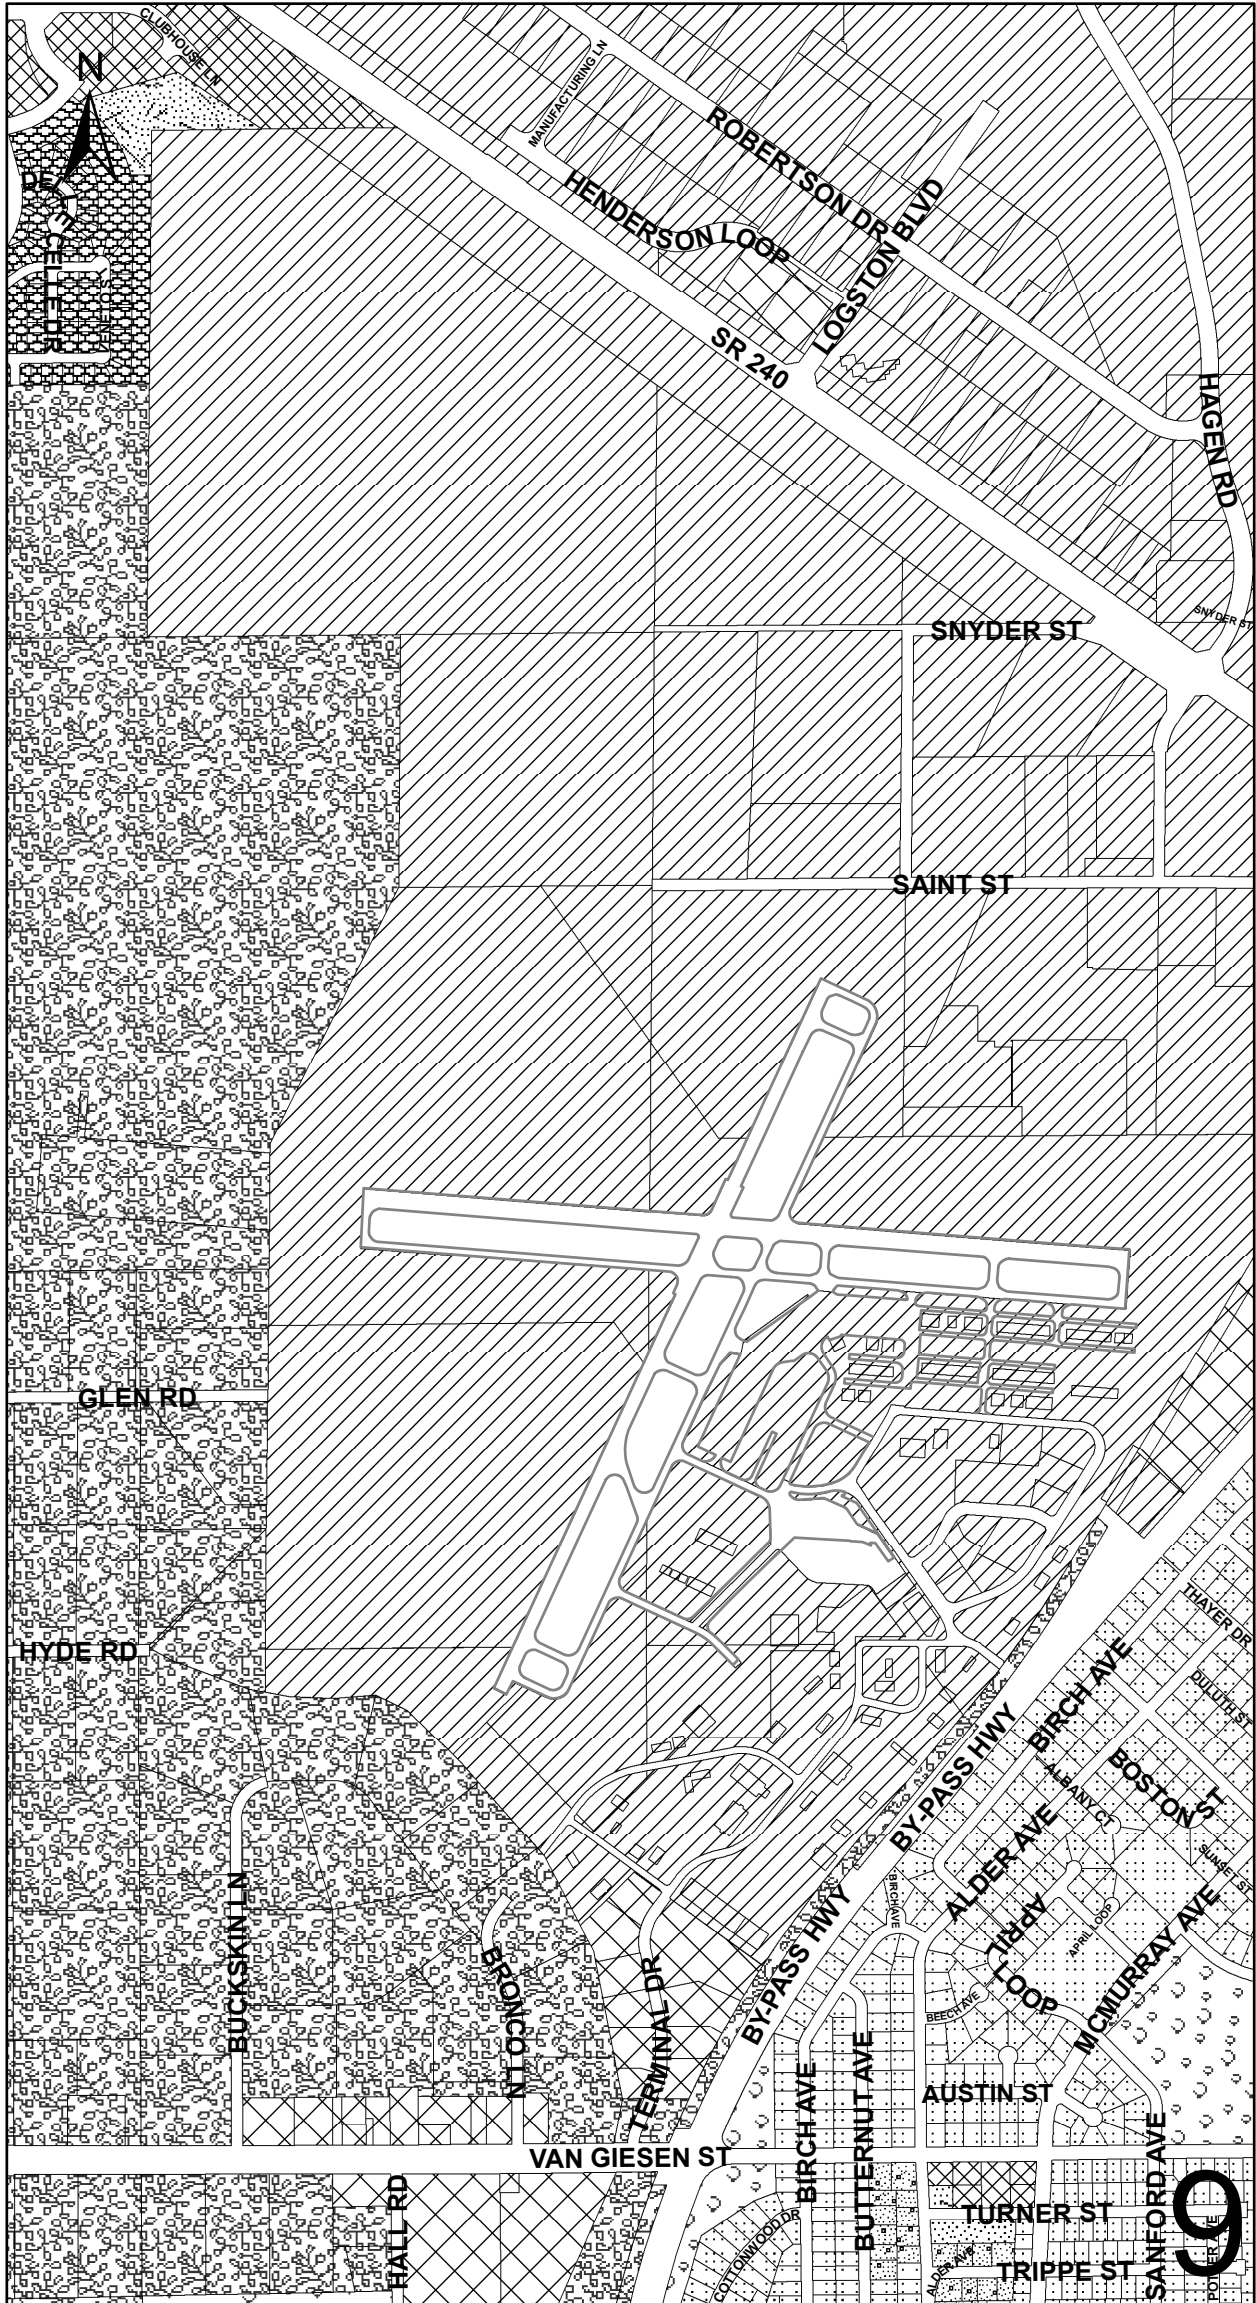 CLUBHOUSE LN
N
MANUFACTURING LN
ROBERTSON DR
HENDERSON LOOP
LOGSTON BLVD
SR 240
HAGEN RD
CELLE DR
SNYDER ST
SNYDER ST
SAINT ST
GLEN RD
HYDE RD
THAYER DR
DULUTH ST
BIRCH AVE
BOSTON ST
ALBANY CT
BY-PASS HWY
ALDER AVE
SUNSET ST
BIRCH AVE
APRIL LOOP
APRIL LOOP
MCMURRAY AVE
BUCKSKIN LN
BRONCO LN
TERMINAL DR
BY-PASS HWY
BEECH AVE
BIRCH AVE
BUTTERNUT AVE
AUSTIN ST
SANFORD AVE
VAN GIESEN ST
HALL RD
COTTONWOOD DR
TURNER ST
ALDER AVE
TRIPPE ST
9